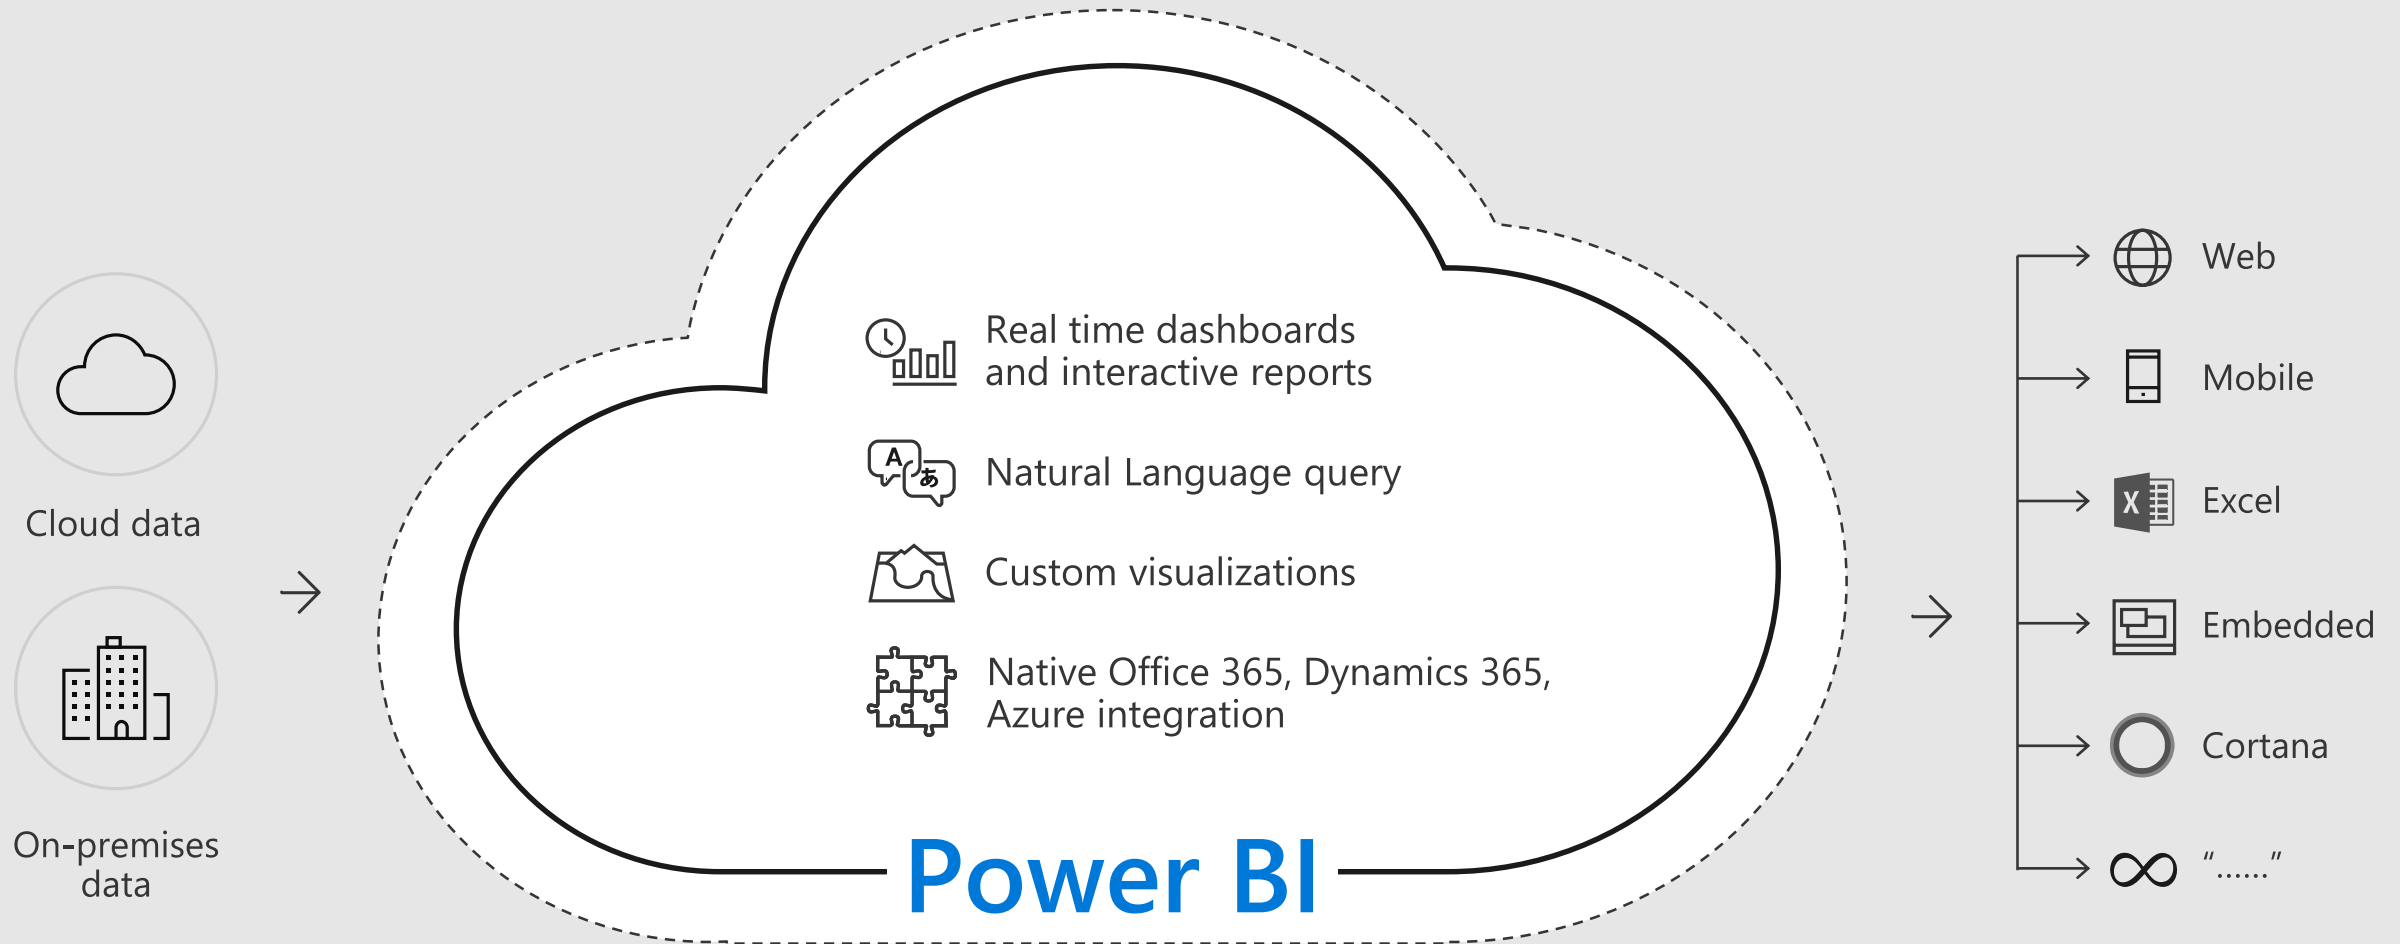 Cloud data
On-premises
data
Real time dashboards
and interactive reports
A あ
Natural Language query
Custom visualizations
Native Office 365, Dynamics 365,
Azure integration
Power BI
Web
Mobile
X
Excel
Embedded
Cortana
“......”